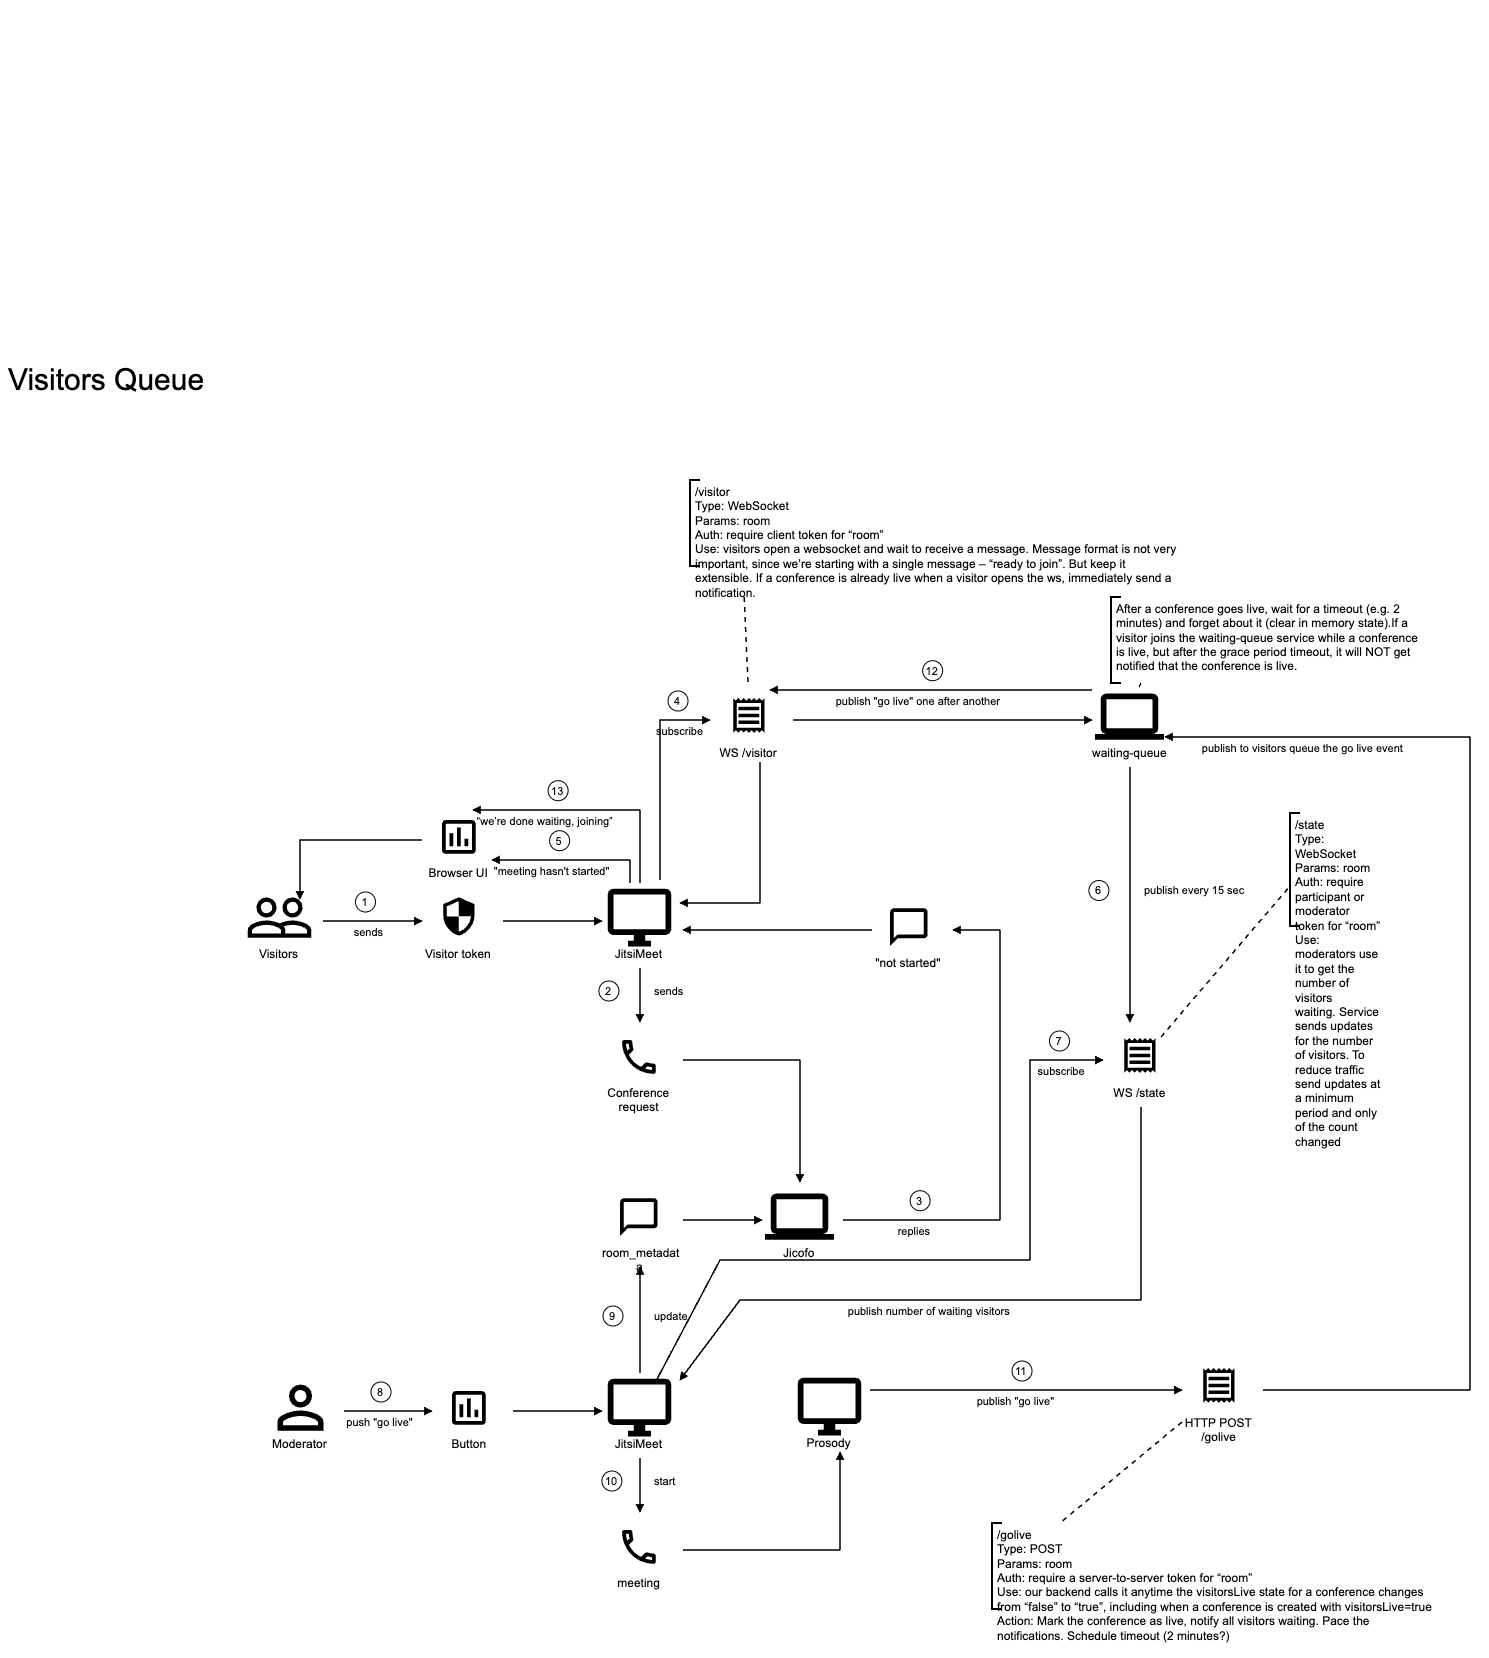 Visitors Queue
/visitor
Type: WebSocket
Params: room
Auth: require client token for “room”
Use: visitors open a websocket and wait to receive a message. Message format is not very
important, since we’re starting with a single message – “ready to join”. But keep it
extensible. If a conference is already live when a visitor opens the ws, immediately send a
notification.
After a conference goes live, wait for a timeout (e.g. 2
minutes) and forget about it (clear in memory state).If a
visitor joins the waiting-queue service while a conference
is live, but after the grace period timeout, it will NOT get
notified that the conference is live.
12
publish "go live" one after another
4
subscribe
WS /visitor
waiting-queue
publish to visitors queue the go live event
13
"we're done waiting, joining"
5
"meeting hasn't started"
Browser UI
1
sends
Visitors
Visitor token
JitsiMeet
"not started"
6
publish every 15 sec
/state
Type:
WebSocket
Params: room
Auth: require
participant or
moderator
token for “room”
Use:
moderators use
it to get the
number of
visitors
waiting. Service
sends updates
for the number
of visitors. To
reduce traffic
send updates at
a minimum
period and only
of the count
changed
2
sends
Conference
request
7
subscribe
WS /state
3
replies
room_metadat
a
Jicofo
9
update
publish number of waiting visitors
8
push "go live"
Moderator
Button
JitsiMeet
Prosody
11
publish "go live"
HTTP POST
/golive
10
start
meeting
/golive
Type: POST
Params: room
Auth: require a server-to-server token for “room”
Use: our backend calls it anytime the visitorsLive state for a conference changes
from “false” to “true”, including when a conference is created with visitorsLive=true
Action: Mark the conference as live, notify all visitors waiting. Pace the
notifications. Schedule timeout (2 minutes?)